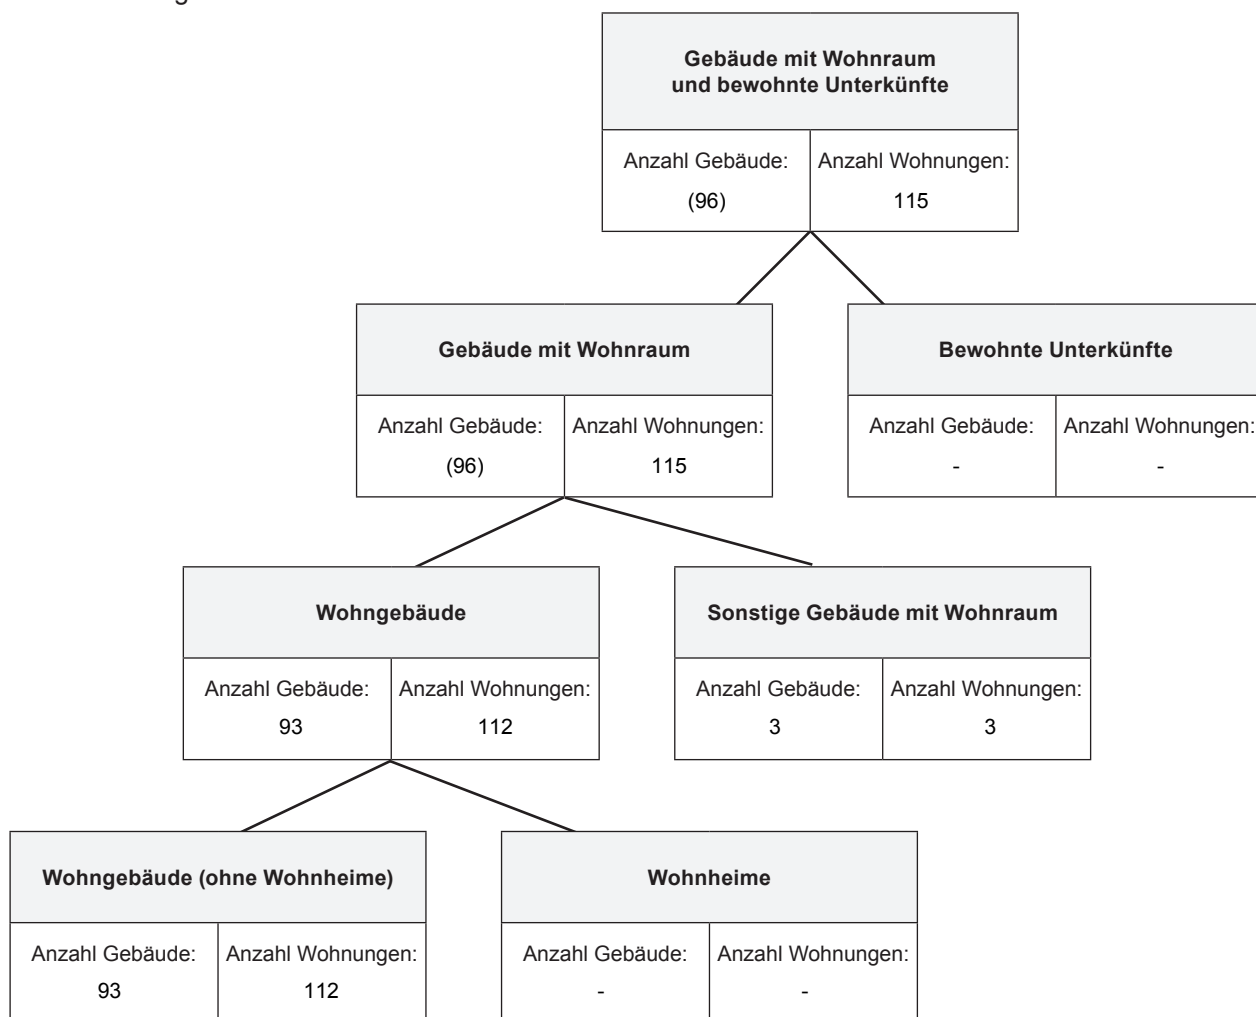 Gebäude mit Wohnraum
und bewohnte Unterkünfte
Anzahl Gebäude: Anzahl Wohnungen:
(96) 115
Gebäude mit Wohnraum
Anzahl Gebäude: Anzahl Wohnungen:
(96) 115
Bewohnte Unterkünfte
Anzahl Gebäude: Anzahl Wohnungen:
- -
Wohngebäude
Anzahl Gebäude: Anzahl Wohnungen:
93 112
Sonstige Gebäude mit Wohnraum
Anzahl Gebäude: Anzahl Wohnungen:
3 3
Wohngebäude (ohne Wohnheime)
Anzahl Gebäude: Anzahl Wohnungen:
93 112
Wohnheime
Anzahl Gebäude: Anzahl Wohnungen:
- -